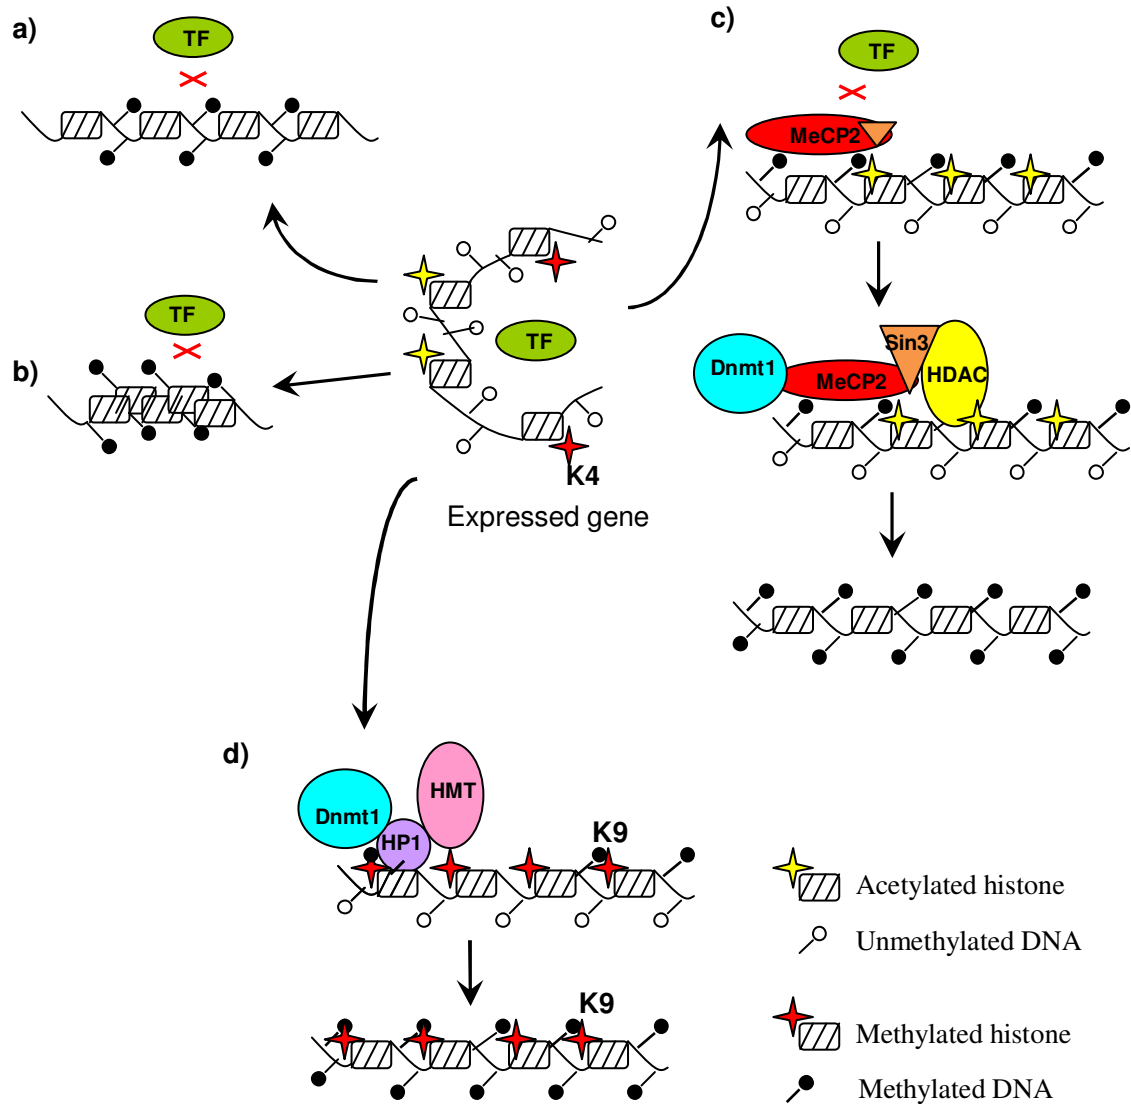 a)
TF
b)
TF
TF
K4
Expressed gene
c)
TF
MeCP2
Dnmt1
MeCP2
Sin3
HDAC
d)
Dnmt1
HP1
HMT
K9
K9
Acetylated histone
Unmethylated DNA
Methylated histone
Methylated DNA